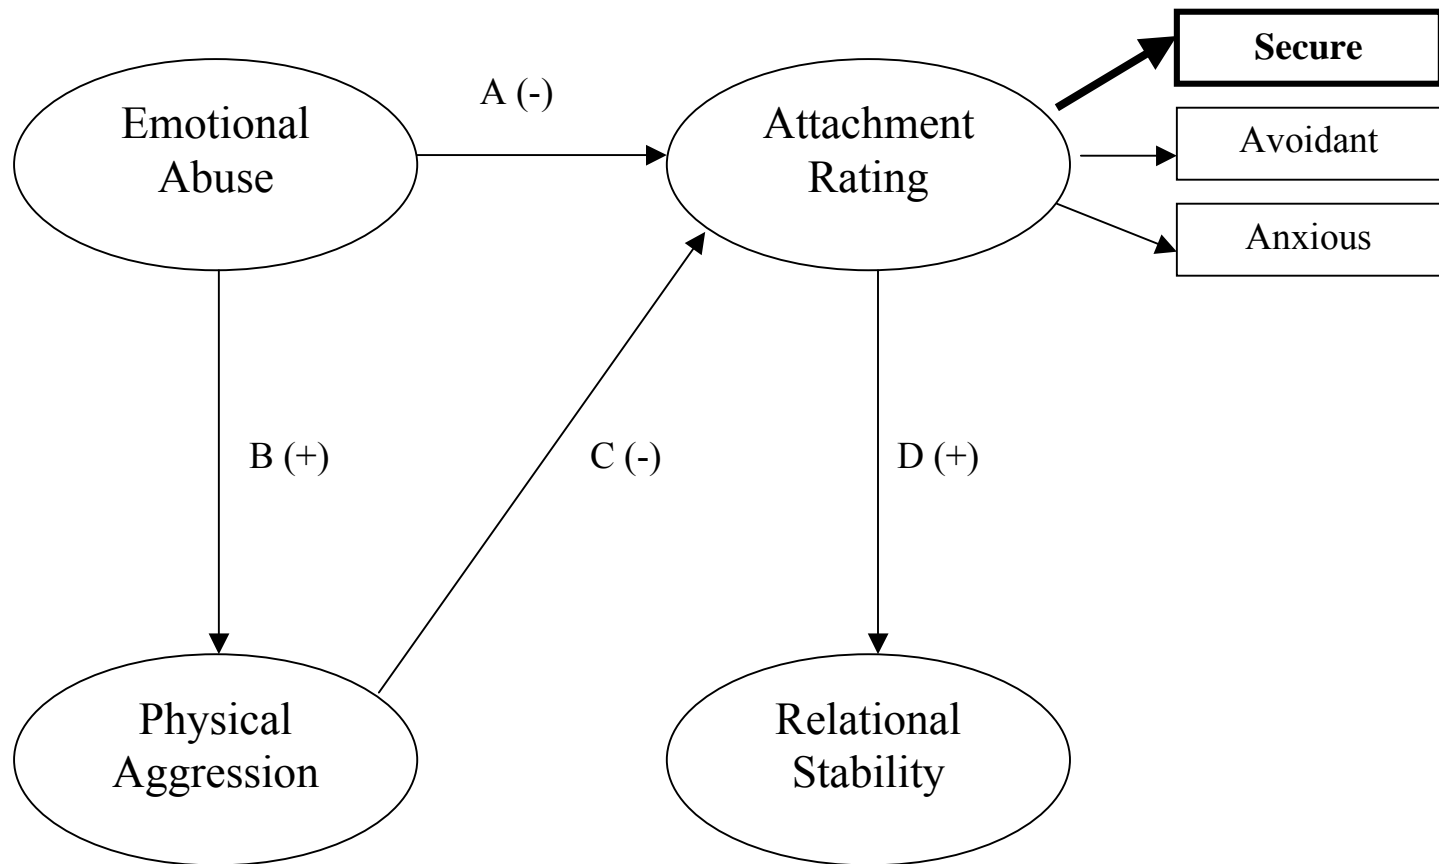 Emotional
Abuse
A (-)
Attachment
Rating
Secure
Avoidant
Anxious
B (+)
C (-)
D (+)
Physical
Aggression
Relational
Stability